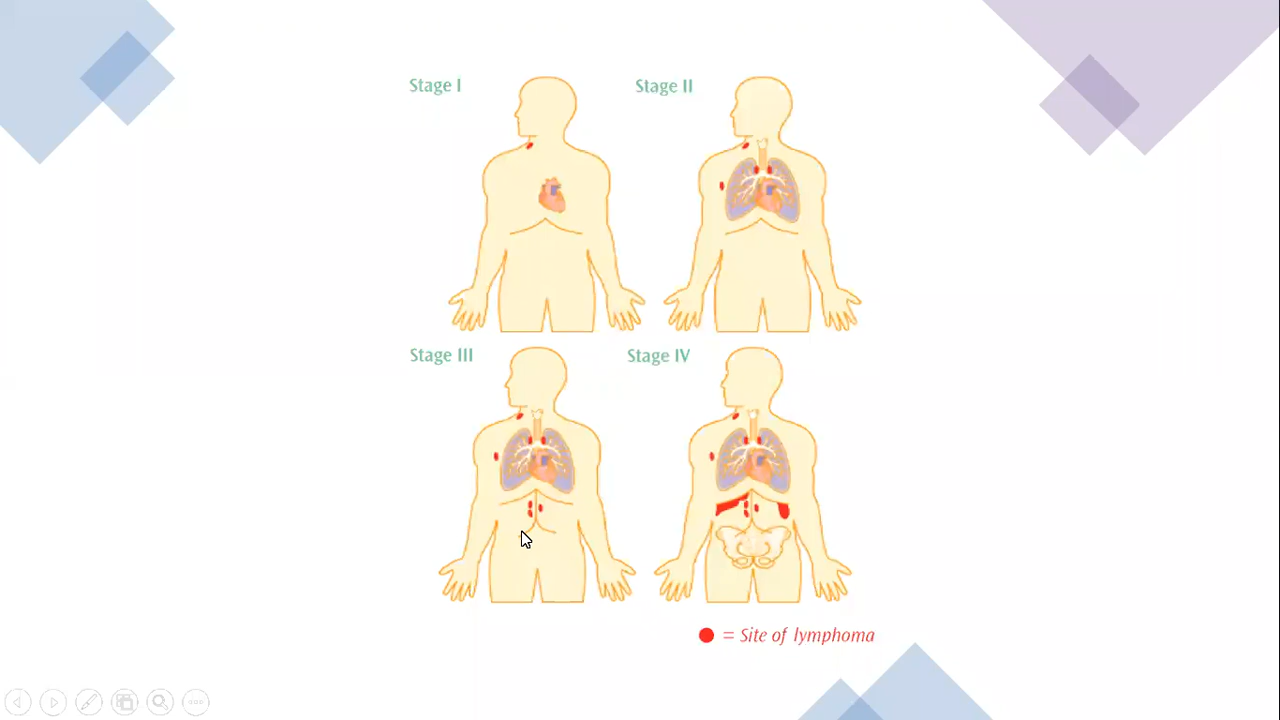 Stage I
Stage II
Stage III
Stage IV
= Site of lymphoma